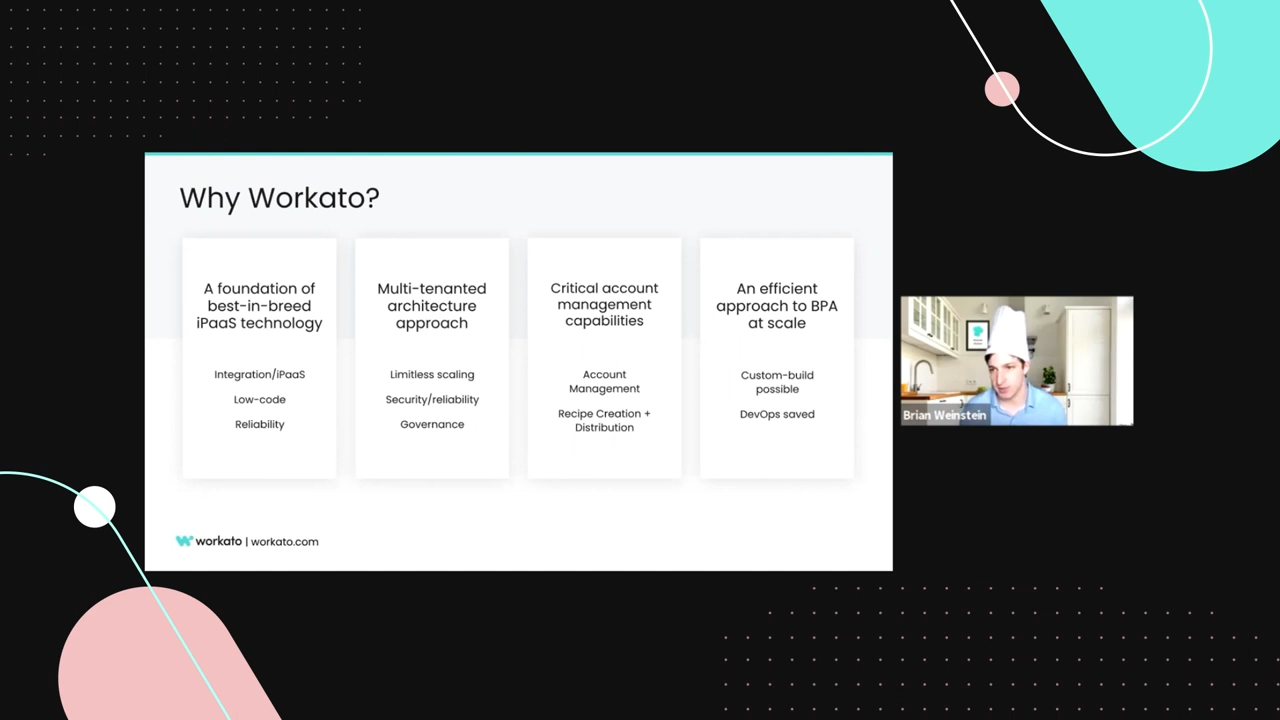 Why Workato?
A foundation of
best-in-breed
iPaaS technology
Integration/iPaaS
Low-code
Reliability
Multi-tenanted
architecture
approach
Limitless scaling
Security/reliability
Governance
Critical account
management
capabilities
Account
Management
Recipe Creation +
Distribution
An efficient
approach to BPA
at scale
Custom-build
possible
DevOps saved
workato | workato.com
Brian Weinstein